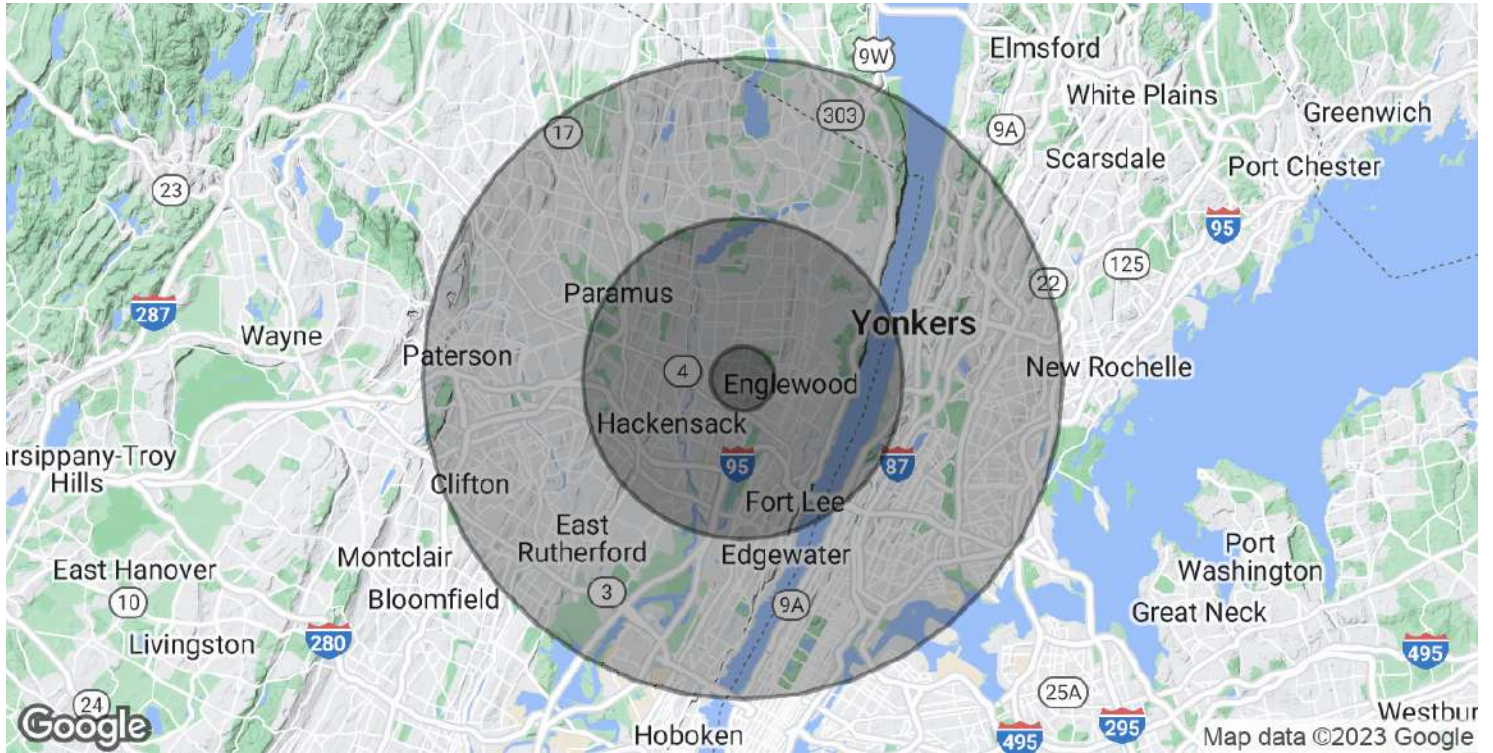 9W
Elmsford
White Plains
Greenwich
303
9A
17
Scarsdale
Port Chester
23
95
125
22
Paramus
287
Yonkers
Wayne
Paterson
4
Englewood
New Rochelle
Hackensack
arsippany-Troy
Hills
95
87
Clifton
Fort Lee
East
Rutherford
Edgewater
Montclair
Port
Washington
East Hanover
10
Bloomfield
3
9A
Great Neck
Livingston
280
495
24
25A
Google
Hoboken
495
295
Westbur
Map data ©2023 Google